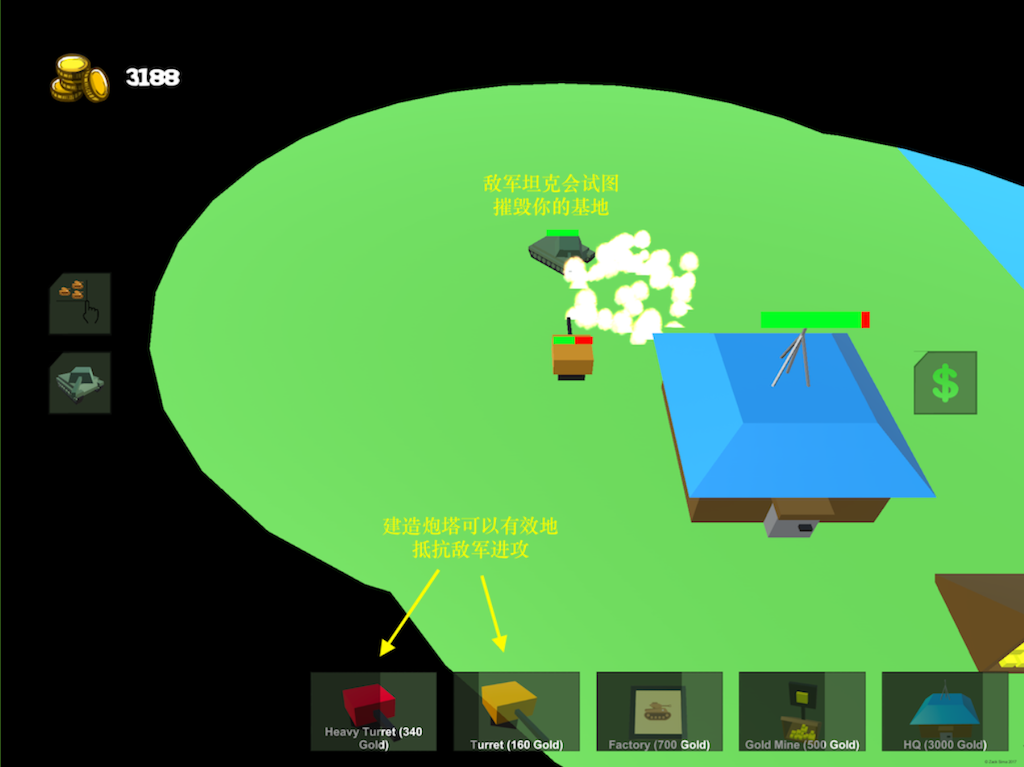 3188
敌军坦克会试图
摧毁你的基地
建造炮塔可以有效地
抵抗敌军进攻
Heavy Turret (340
Gold)
Turret (160 Gold)
Factory (700 Gold)
Gold Mine (500 Gold)
HQ (3000 Gold)